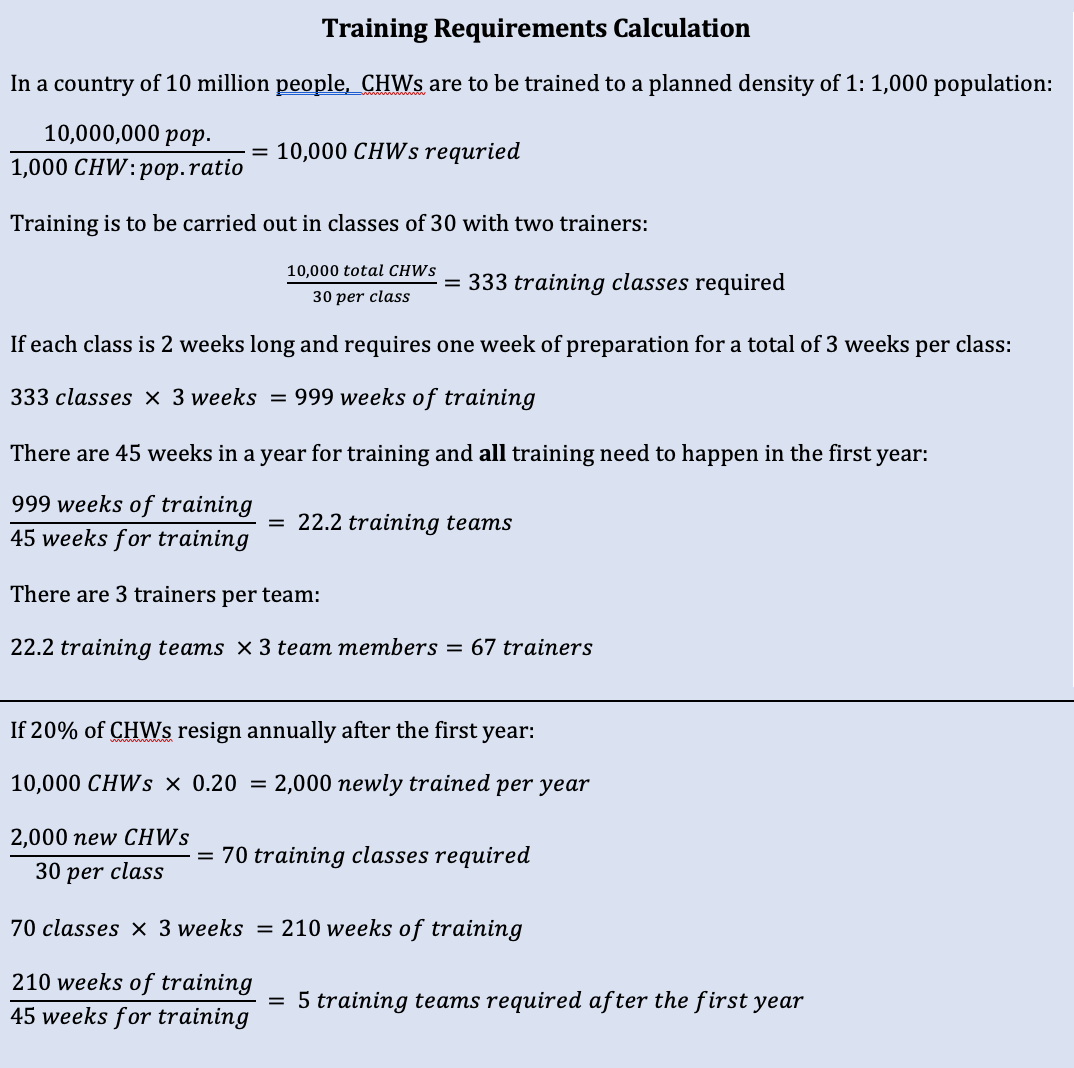 Training Requirements Calculation
In a country of 10 million people, CHWs are to be trained to a planned density of 1: 1,000 population:
10,000,000 pop.
1,000 CHW: pop. ratio
= 10,000 CHWs requried
Training is to be carried out in classes of 30 with two trainers:
10,000 total CHWs
30 per class
= 333 training classes required
If each class is 2 weeks long and requires one week of preparation for a total of 3 weeks per class:
333 classes × 3 weeks = 999 weeks of training
There are 45 weeks in a year for training and all training need to happen in the first year:
999 weeks of training
45 weeks for training
= 22.2 training teams
There are 3 trainers per team:
22.2 training teams × 3 team members = 67 trainers
If 20% of CHWs resign annually after the first year:
10,000 CHWs × 0.20 = 2,000 newly trained per year
2,000 new CHWs
30 per class
= 70 training classes required
70 classes × 3 weeks = 210 weeks of training
210 weeks of training
45 weeks for training
= 5 training teams required after the first year